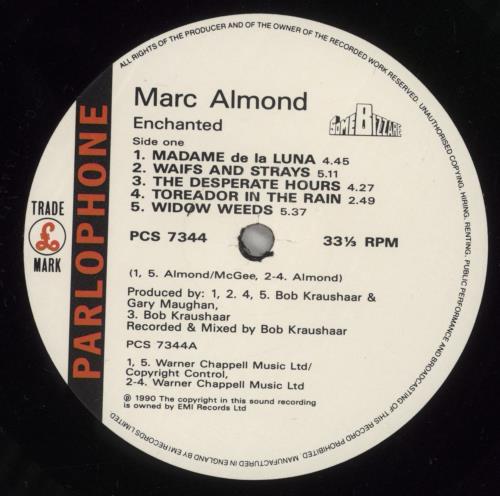 ALL RIGHTS OF THE PRODUCER AND OF THE OWNER OF THE RECORDED WORK RESERVED. UNAUTHORISED COPYING, HIRING, RENTING, PUBLIC PERFORMANCE AND BROADCASTING OF THIS RECORD PROHIBITED. MANUFACTURED IN ENGLAND BY EMI RECORDS LIMITED.
PARLOPHONE
TRADE
£
MARK
Marc Almond
Enchanted
SOME BIZZARE
Side one
1. MADAME de la LUNA 4.45
2. WAIFS AND STRAYS 5.11
3. THE DESPERATE HOURS 4.27
4. TOREADOR IN THE RAIN 2.49
5. WIDOW WEEDS 5.37
PCS 7344 33⅓ RPM
(1, 5. Almond/McGee, 2-4. Almond)
Produced by: 1, 2. 4, 5. Bob Kraushaar &
Gary Maughan,
3. Bob Kraushaar
Recorded & Mixed by Bob Kraushaar
PCS 7344A
1, 5. Warner Chappell Music Ltd/
Copyright Control,
2-4. Warner Chappell Music Ltd
℗ 1990 The copyright in this sound recording
is owned by EMI Records Ltd